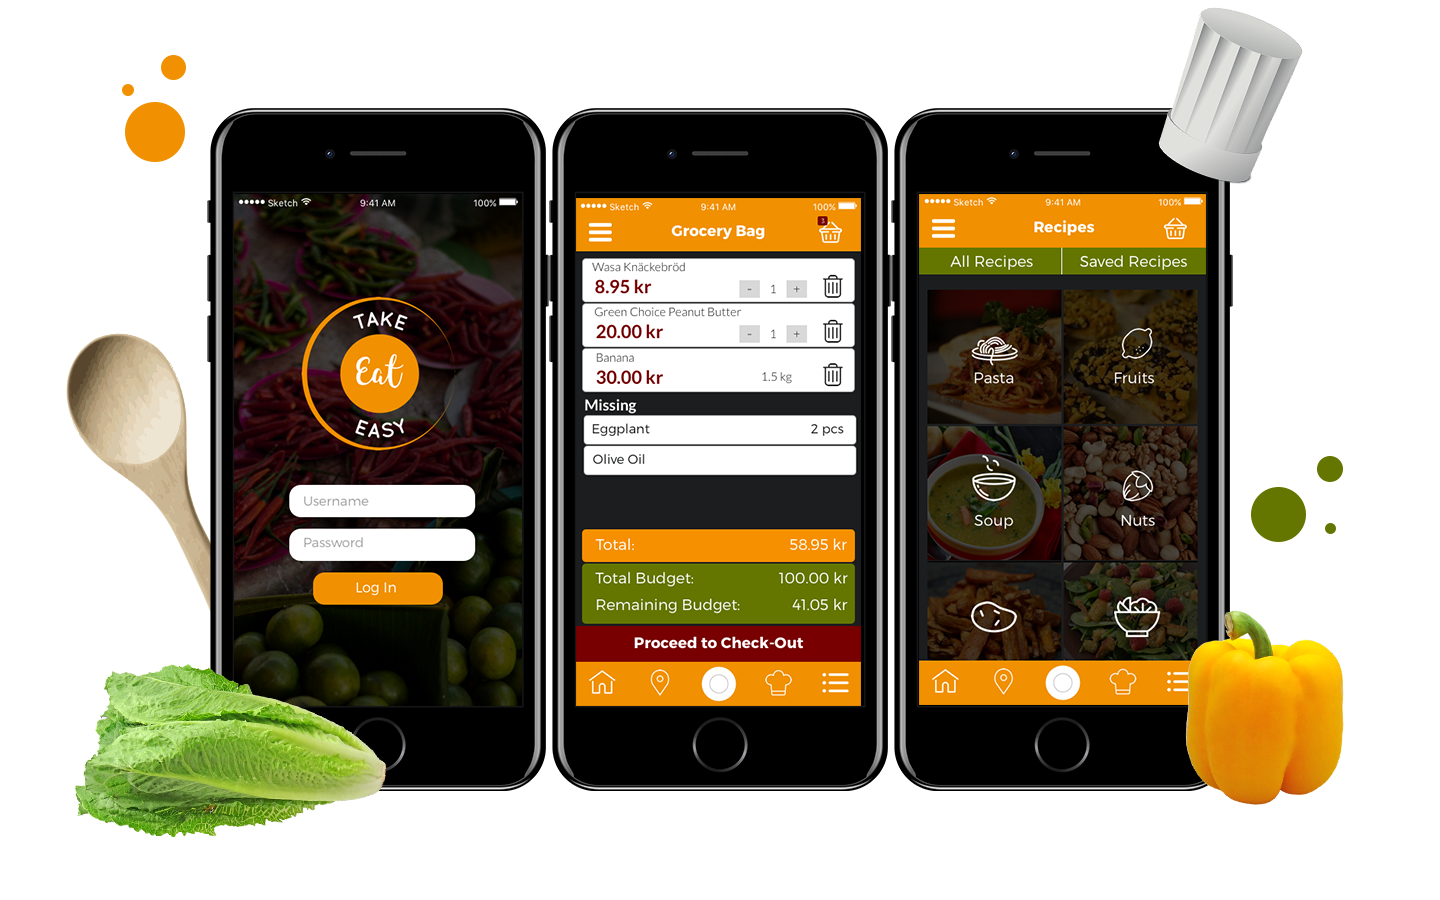 ●●●●● Sketch 9:41 AM 100%
TAKE
Eat
EASY
Username
Password
Log In
●●●●● Sketch 9:41 AM 100%
Grocery Bag 3
Wasa Knäckebröd
8.95 kr - 1 +
Green Choice Peanut Butter
20.00 kr - 1 +
Banana
30.00 kr 1.5 kg
Missing
Eggplant 2 pcs
Olive Oil
Total: 58.95 kr
Total Budget: 100.00 kr
Remaining Budget: 41.05 kr
Proceed to Check-Out
●●●●● Sketch 9:41 AM 100%
Recipes
All Recipes Saved Recipes
Pasta Fruits
Soup Nuts